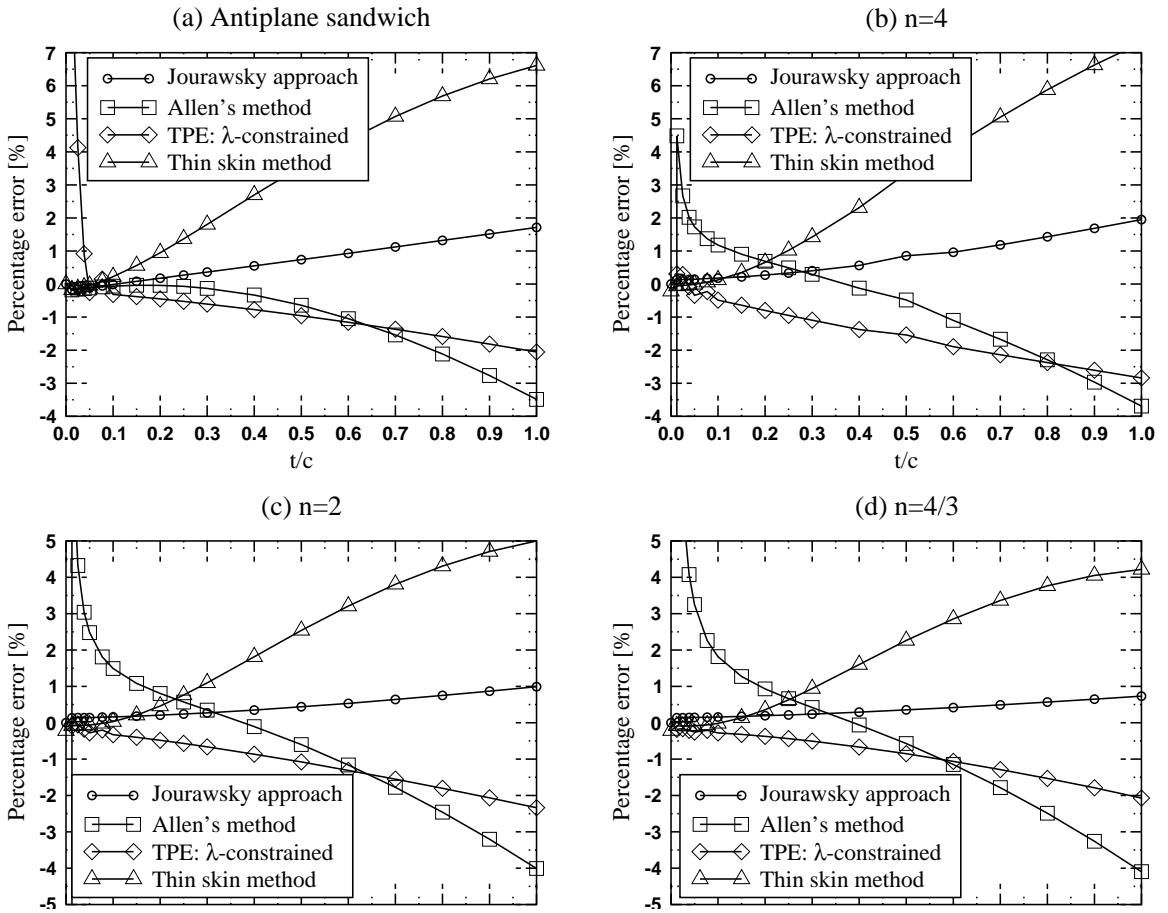 (a) Antiplane sandwich
7
6
5
4
3
2
1
0
-1
-2
-3
-4
Percentage error [%]
Jourawsky approach
Allen's method
TPE: λ-constrained
Thin skin method
0.0 0.1 0.2 0.3 0.4 0.5 0.6 0.7 0.8 0.9 1.0
t/c
(b) n=4
7
6
5
4
3
2
1
0
-1
-2
-3
-4
Percentage error [%]
Jourawsky approach
Allen's method
TPE: λ-constrained
Thin skin method
0.0 0.1 0.2 0.3 0.4 0.5 0.6 0.7 0.8 0.9 1.0
t/c
(c) n=2
5
4
3
2
1
0
-1
-2
-3
-4
-5
Percentage error [%]
Jourawsky approach
Allen's method
TPE: λ-constrained
Thin skin method
(d) n=4/3
5
4
3
2
1
0
-1
-2
-3
-4
-5
Percentage error [%]
Jourawsky approach
Allen's method
TPE: λ-constrained
Thin skin method